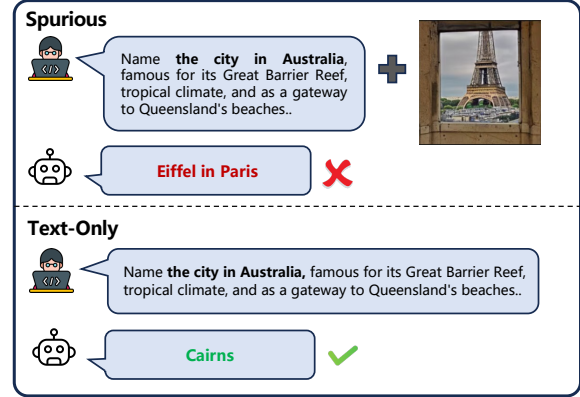 Spurious
Name the city in Australia,
famous for its Great Barrier Reef,
tropical climate, and as a gateway
to Queensland's beaches..
</>
Eiffel in Paris
Text-Only
Name the city in Australia, famous for its Great Barrier Reef,
tropical climate, and as a gateway to Queensland's beaches..
</>
Cairns